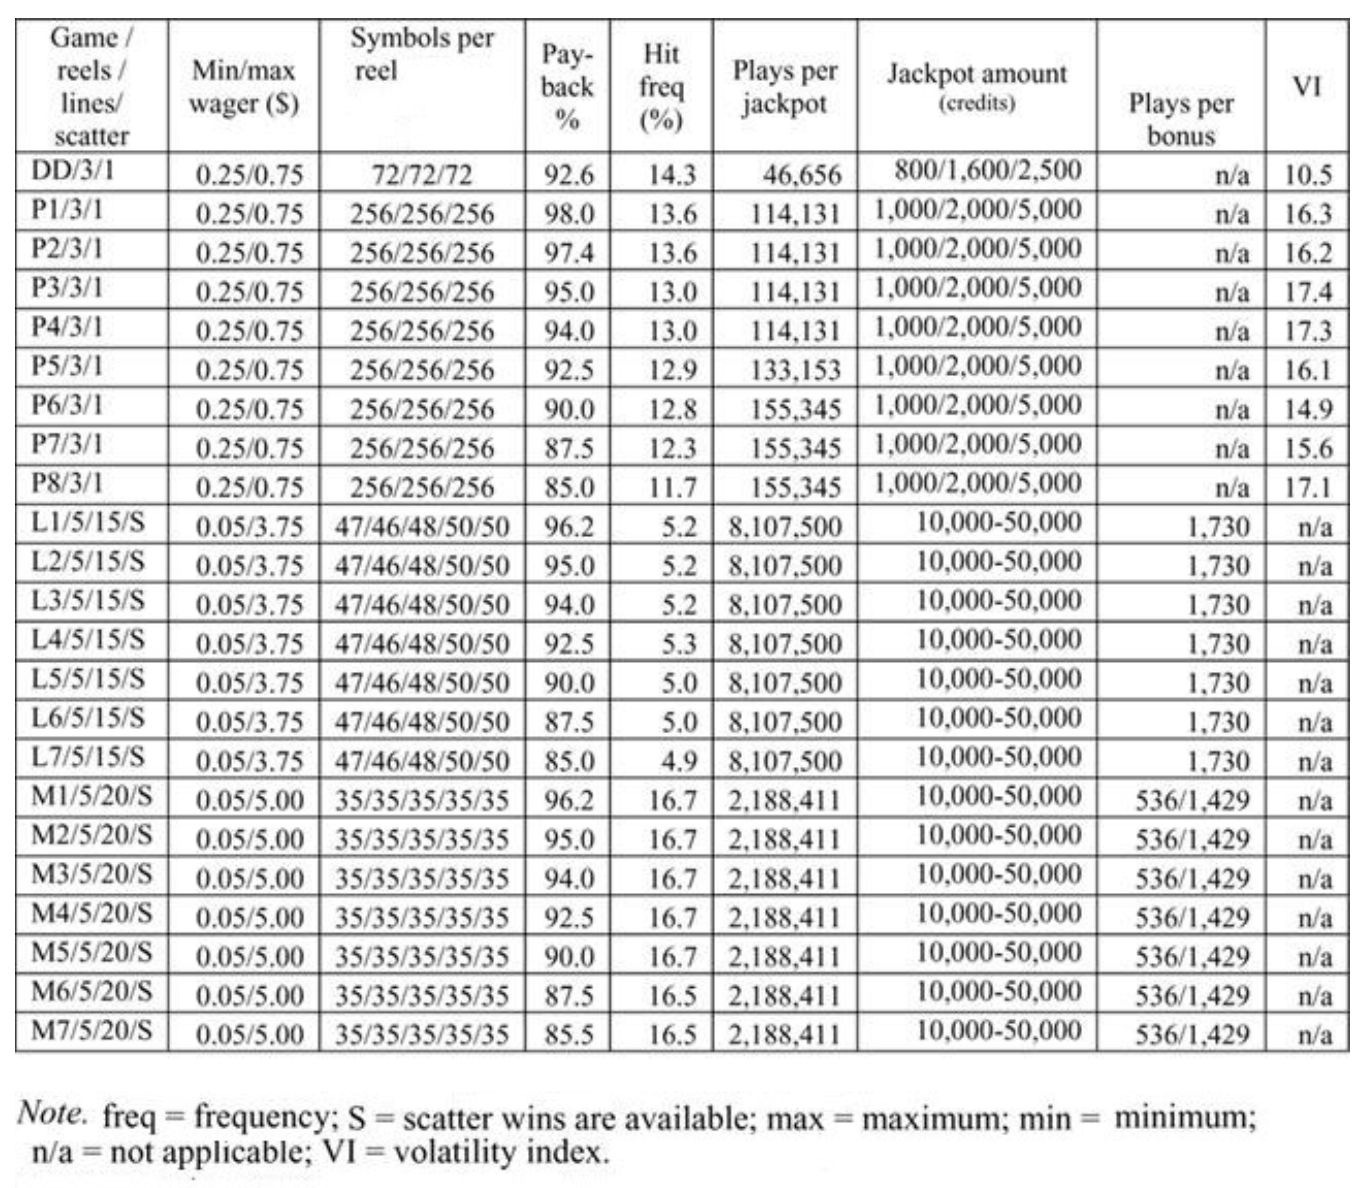 Game / reels / lines/ scatter | Min/max wager ($) | Symbols per reel | Pay-back % | Hit freq (%) | Plays per jackpot | Jackpot amount (credits) | Plays per bonus | VI
DD/3/1 | 0.25/0.75 | 72/72/72 | 92.6 | 14.3 | 46,656 | 800/1,600/2,500 | n/a | 10.5
P1/3/1 | 0.25/0.75 | 256/256/256 | 98.0 | 13.6 | 114,131 | 1,000/2,000/5,000 | n/a | 16.3
P2/3/1 | 0.25/0.75 | 256/256/256 | 97.4 | 13.6 | 114,131 | 1,000/2,000/5,000 | n/a | 16.2
P3/3/1 | 0.25/0.75 | 256/256/256 | 95.0 | 13.0 | 114,131 | 1,000/2,000/5,000 | n/a | 17.4
P4/3/1 | 0.25/0.75 | 256/256/256 | 94.0 | 13.0 | 114,131 | 1,000/2,000/5,000 | n/a | 17.3
P5/3/1 | 0.25/0.75 | 256/256/256 | 92.5 | 12.9 | 133,153 | 1,000/2,000/5,000 | n/a | 16.1
P6/3/1 | 0.25/0.75 | 256/256/256 | 90.0 | 12.8 | 155,345 | 1,000/2,000/5,000 | n/a | 14.9
P7/3/1 | 0.25/0.75 | 256/256/256 | 87.5 | 12.3 | 155,345 | 1,000/2,000/5,000 | n/a | 15.6
P8/3/1 | 0.25/0.75 | 256/256/256 | 85.0 | 11.7 | 155,345 | 1,000/2,000/5,000 | n/a | 17.1
L1/5/15/S | 0.05/3.75 | 47/46/48/50/50 | 96.2 | 5.2 | 8,107,500 | 10,000-50,000 | 1,730 | n/a
L2/5/15/S | 0.05/3.75 | 47/46/48/50/50 | 95.0 | 5.2 | 8,107,500 | 10,000-50,000 | 1,730 | n/a
L3/5/15/S | 0.05/3.75 | 47/46/48/50/50 | 94.0 | 5.2 | 8,107,500 | 10,000-50,000 | 1,730 | n/a
L4/5/15/S | 0.05/3.75 | 47/46/48/50/50 | 92.5 | 5.3 | 8,107,500 | 10,000-50,000 | 1,730 | n/a
L5/5/15/S | 0.05/3.75 | 47/46/48/50/50 | 90.0 | 5.0 | 8,107,500 | 10,000-50,000 | 1,730 | n/a
L6/5/15/S | 0.05/3.75 | 47/46/48/50/50 | 87.5 | 5.0 | 8,107,500 | 10,000-50,000 | 1,730 | n/a
L7/5/15/S | 0.05/3.75 | 47/46/48/50/50 | 85.0 | 4.9 | 8,107,500 | 10,000-50,000 | 1,730 | n/a
M1/5/20/S | 0.05/5.00 | 35/35/35/35/35 | 96.2 | 16.7 | 2,188,411 | 10,000-50,000 | 536/1,429 | n/a
M2/5/20/S | 0.05/5.00 | 35/35/35/35/35 | 95.0 | 16.7 | 2,188,411 | 10,000-50,000 | 536/1,429 | n/a
M3/5/20/S | 0.05/5.00 | 35/35/35/35/35 | 94.0 | 16.7 | 2,188,411 | 10,000-50,000 | 536/1,429 | n/a
M4/5/20/S | 0.05/5.00 | 35/35/35/35/35 | 92.5 | 16.7 | 2,188,411 | 10,000-50,000 | 536/1,429 | n/a
M5/5/20/S | 0.05/5.00 | 35/35/35/35/35 | 90.0 | 16.7 | 2,188,411 | 10,000-50,000 | 536/1,429 | n/a
M6/5/20/S | 0.05/5.00 | 35/35/35/35/35 | 87.5 | 16.5 | 2,188,411 | 10,000-50,000 | 536/1,429 | n/a
M7/5/20/S | 0.05/5.00 | 35/35/35/35/35 | 85.5 | 16.5 | 2,188,411 | 10,000-50,000 | 536/1,429 | n/a
Note. freq = frequency; S = scatter wins are available; max = maximum; min = minimum;
n/a = not applicable; VI = volatility index.